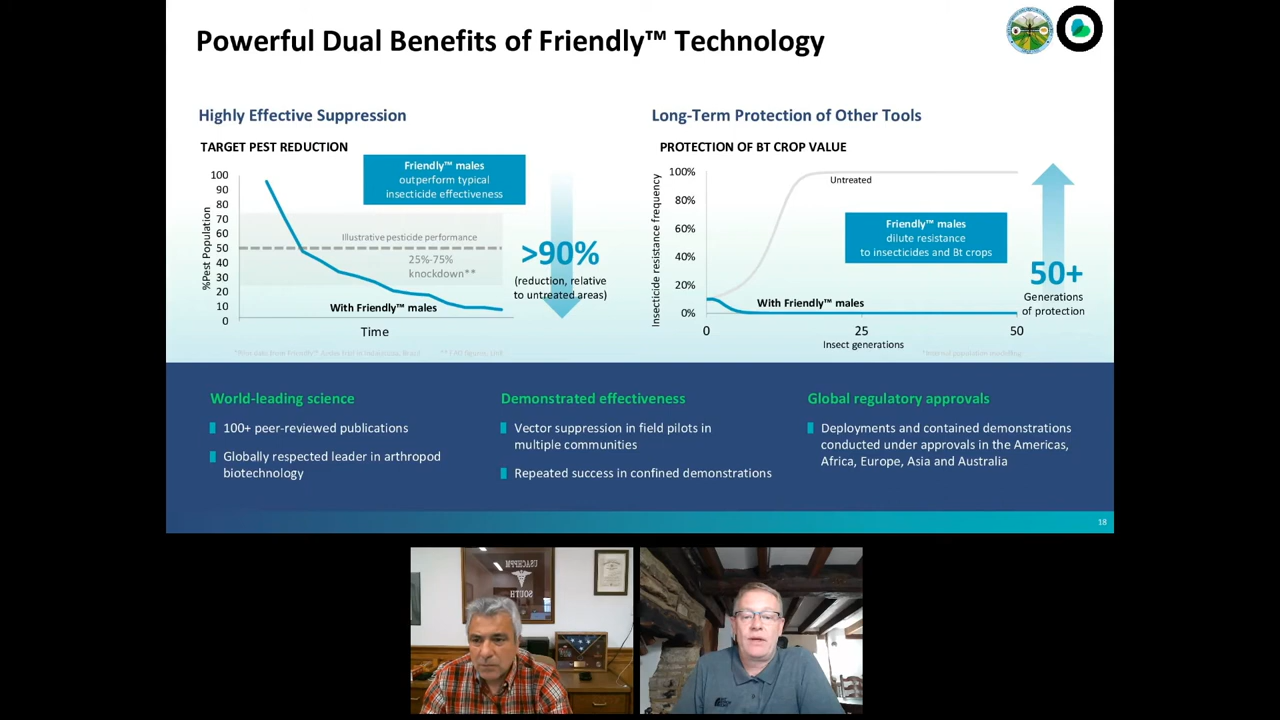 Powerful Dual Benefits of Friendly™ Technology
Highly Effective Suppression
TARGET PEST REDUCTION
Friendly™ males
outperform typical
insecticide effectiveness
%Pest Population
100
90
80
70
60
50
40
30
20
10
0
Illustrative pesticide performance
25%-75%
knockdown**
With Friendly™ males
Time
>90%
(reduction, relative
to untreated areas)
Long-Term Protection of Other Tools
PROTECTION OF BT CROP VALUE
Insecticide resistance frequency
100%
80%
60%
40%
20%
0%
Untreated
Friendly™ males
dilute resistance
to insecticides and Bt crops
With Friendly™ males
0
25
50
Insect generations
*Internal population modelling
50+
Generations
of protection
World-leading science
100+ peer-reviewed publications
Globally respected leader in arthropod
biotechnology
Demonstrated effectiveness
Vector suppression in field pilots in
multiple communities
Repeated success in confined demonstrations
Global regulatory approvals
Deployments and contained demonstrations
conducted under approvals in the Americas,
Africa, Europe, Asia and Australia
18
USACHPPM
SOUTH